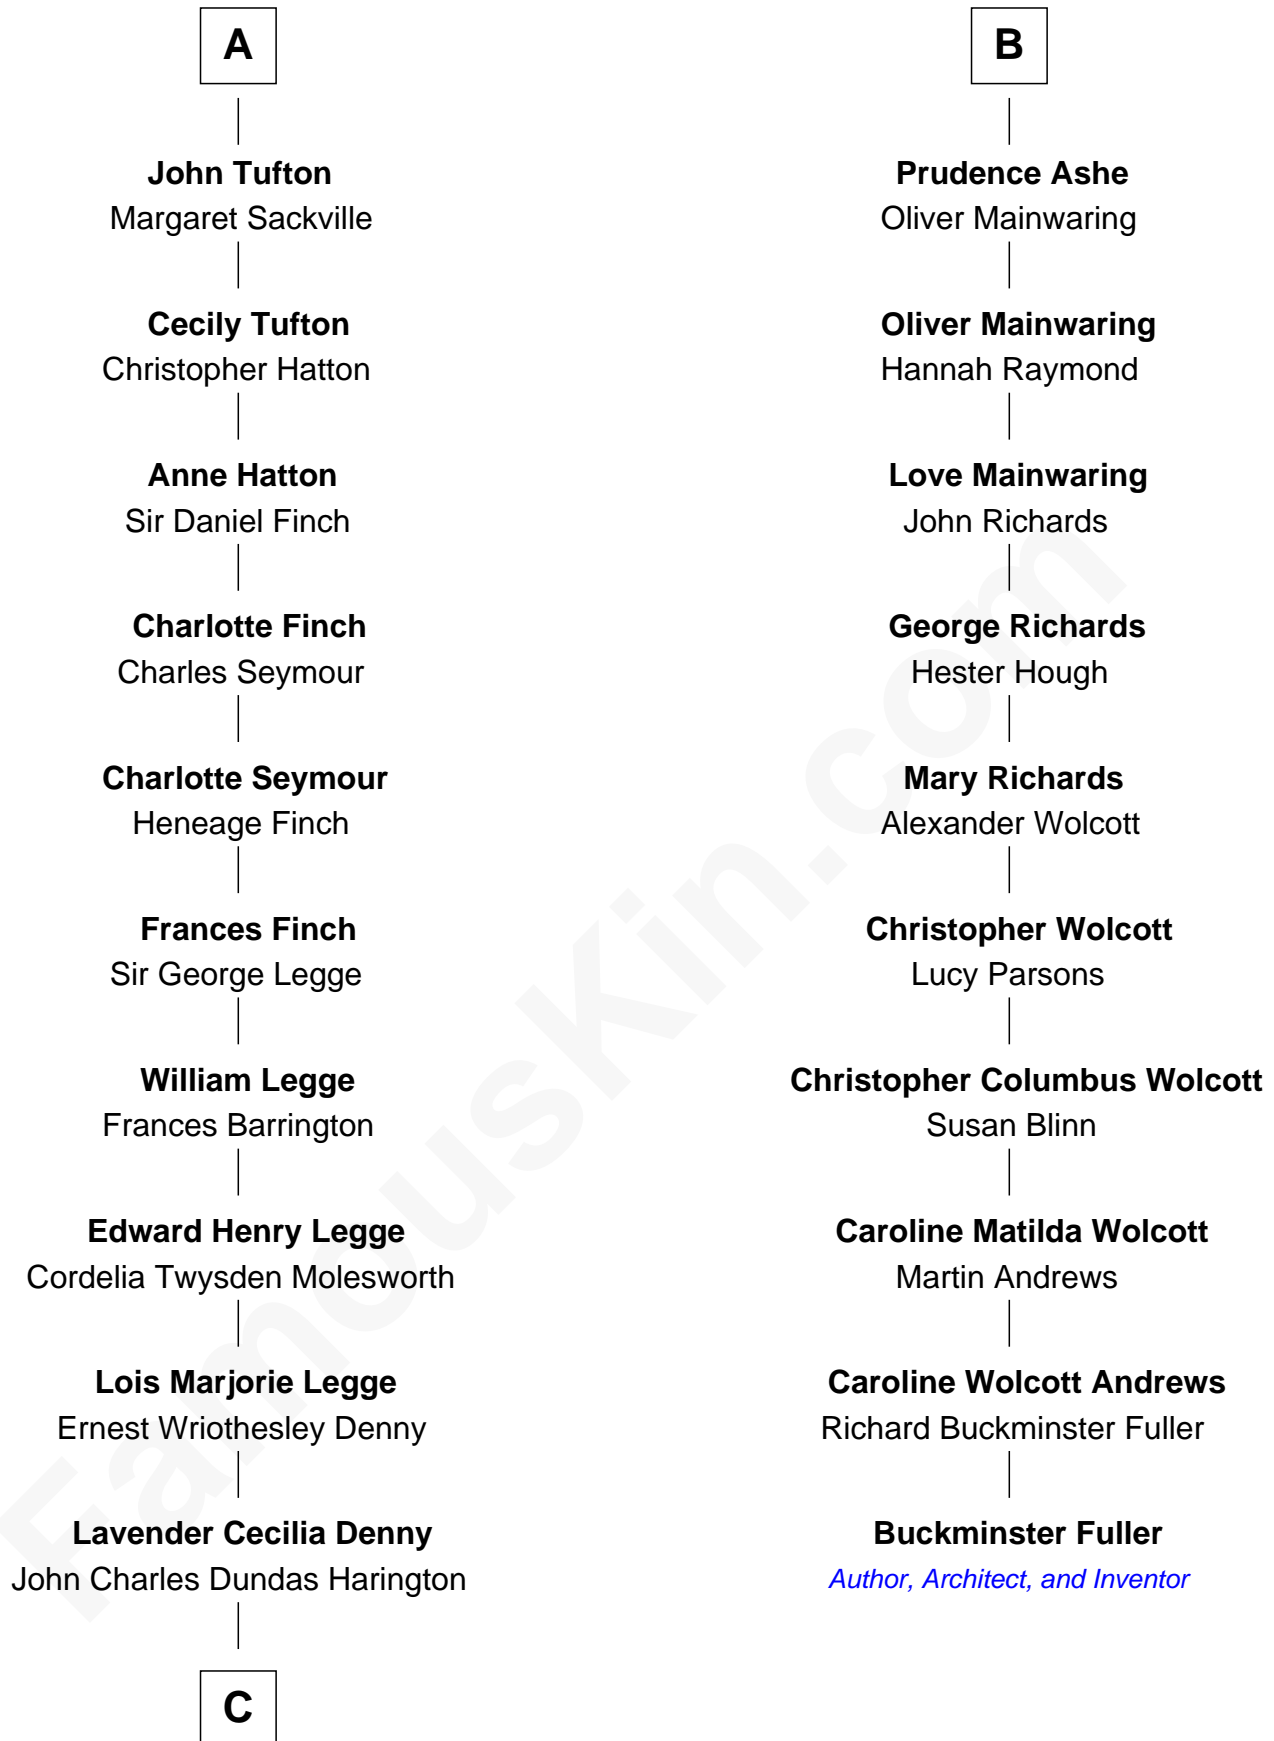 A
John Tufton
Margaret Sackville
Cecily Tufton
Christopher Hatton
Anne Hatton
Sir Daniel Finch
Charlotte Finch
Charles Seymour
Charlotte Seymour
Heneage Finch
Frances Finch
Sir George Legge
William Legge
Frances Barrington
Edward Henry Legge
Cordelia Twysden Molesworth
Lois Marjorie Legge
Ernest Wriothesley Denny
Lavender Cecilia Denny
John Charles Dundas Harington
C
B
Prudence Ashe
Oliver Mainwaring
Oliver Mainwaring
Hannah Raymond
Love Mainwaring
John Richards
George Richards
Hester Hough
Mary Richards
Alexander Wolcott
Christopher Wolcott
Lucy Parsons
Christopher Columbus Wolcott
Susan Blinn
Caroline Matilda Wolcott
Martin Andrews
Caroline Wolcott Andrews
Richard Buckminster Fuller
Buckminster Fuller
Author, Architect, and Inventor
FamousKin.com